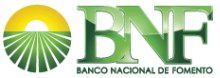 BNF
BANCO NACIONAL DE FOMENTO